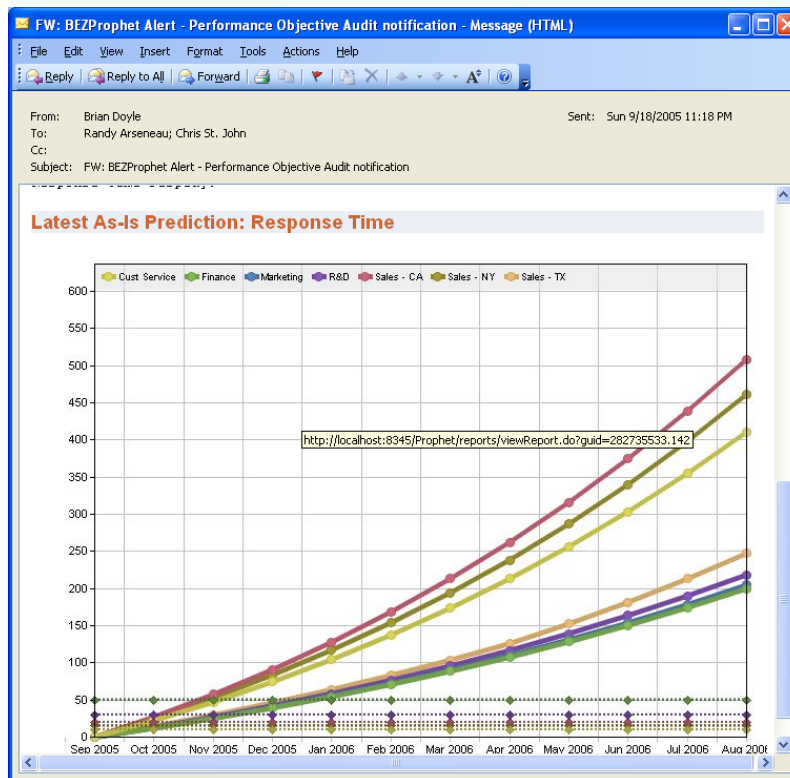 FW: BEZProphet Alert - Performance Objective Audit notification - Message (HTML)
File Edit View Insert Format Tools Actions Help
Reply Reply to All Forward
From: Brian Doyle Sent: Sun 9/18/2005 11:18 PM
To: Randy Arseneau; Chris St. John
Cc:
Subject: FW: BEZProphet Alert - Performance Objective Audit notification
Latest As-Is Prediction: Response Time
Cust Service Finance Marketing R&D Sales - CA Sales - NY Sales - TX
600
550
500
450
400
http://localhost:8345/Prophet/reports/viewReport.do?guid=282735533.142
350
300
250
200
150
100
50
0
Sep 2005 Oct 2005 Nov 2005 Dec 2005 Jan 2006 Feb 2006 Mar 2006 Apr 2006 May 2006 Jun 2006 Jul 2006 Aug 2006